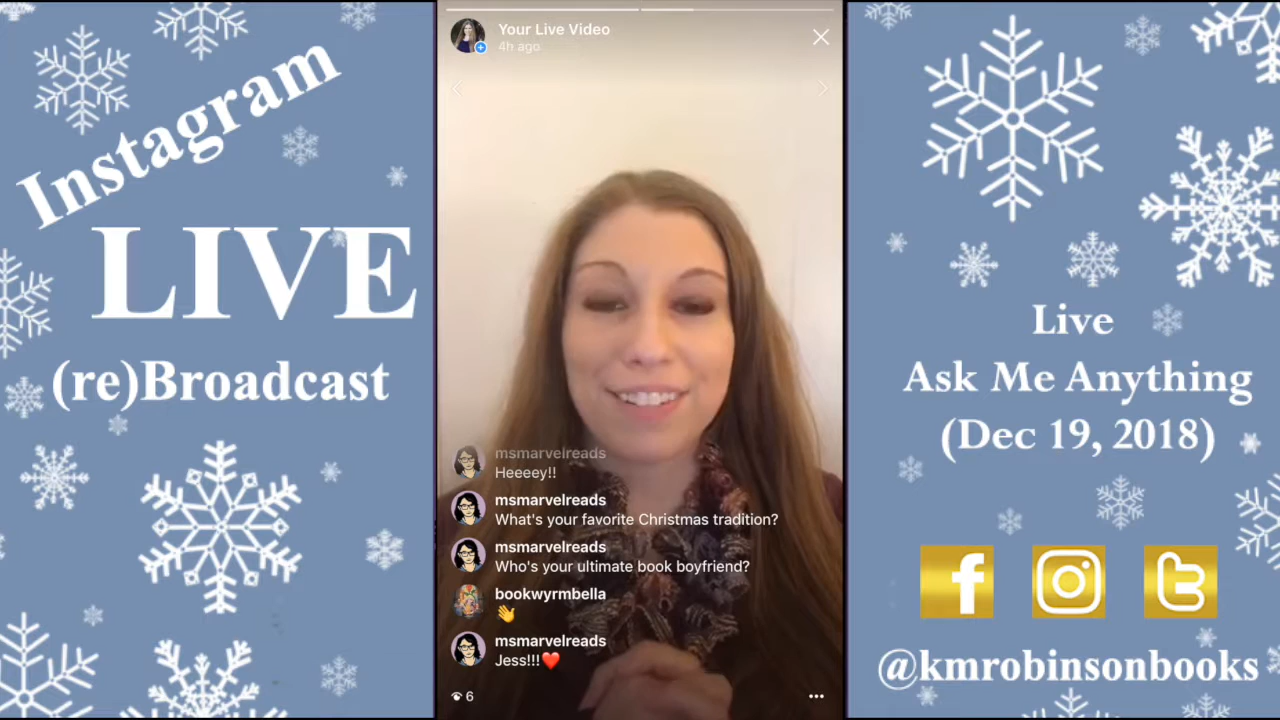 Instagram
LIVE
(re)Broadcast
Your Live Video
4h ago
msmarvelreads
Heeeey!!
msmarvelreads
What's your favorite Christmas tradition?
msmarvelreads
Who's your ultimate book boyfriend?
bookwyrmbella
👋
msmarvelreads
Jess!!!❤️
6
Live
Ask Me Anything
(Dec 19, 2018)
@kmrobinsonbooks